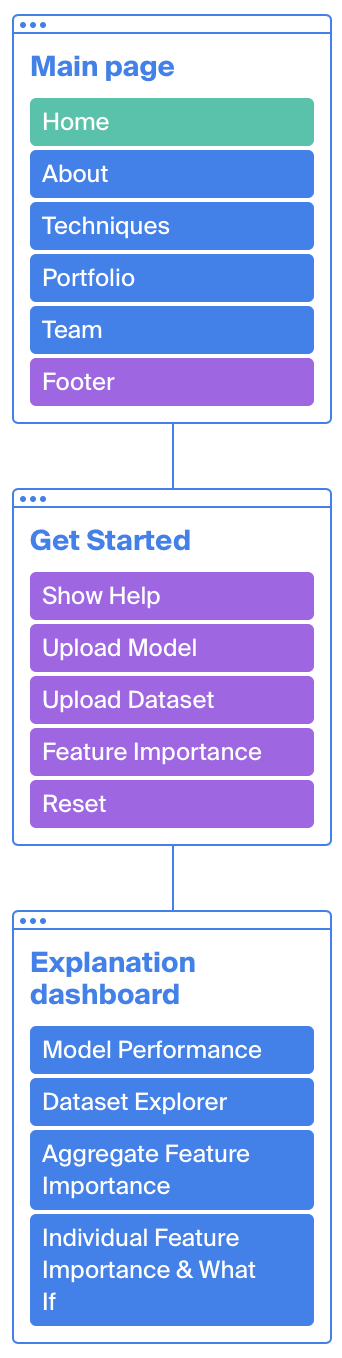 Main page
Home
About
Techniques
Portfolio
Team
Footer
Get Started
Show Help
Upload Model
Upload Dataset
Feature Importance
Reset
Explanation
dashboard
Model Performance
Dataset Explorer
Aggregate Feature
Importance
Individual Feature
Importance & What
If